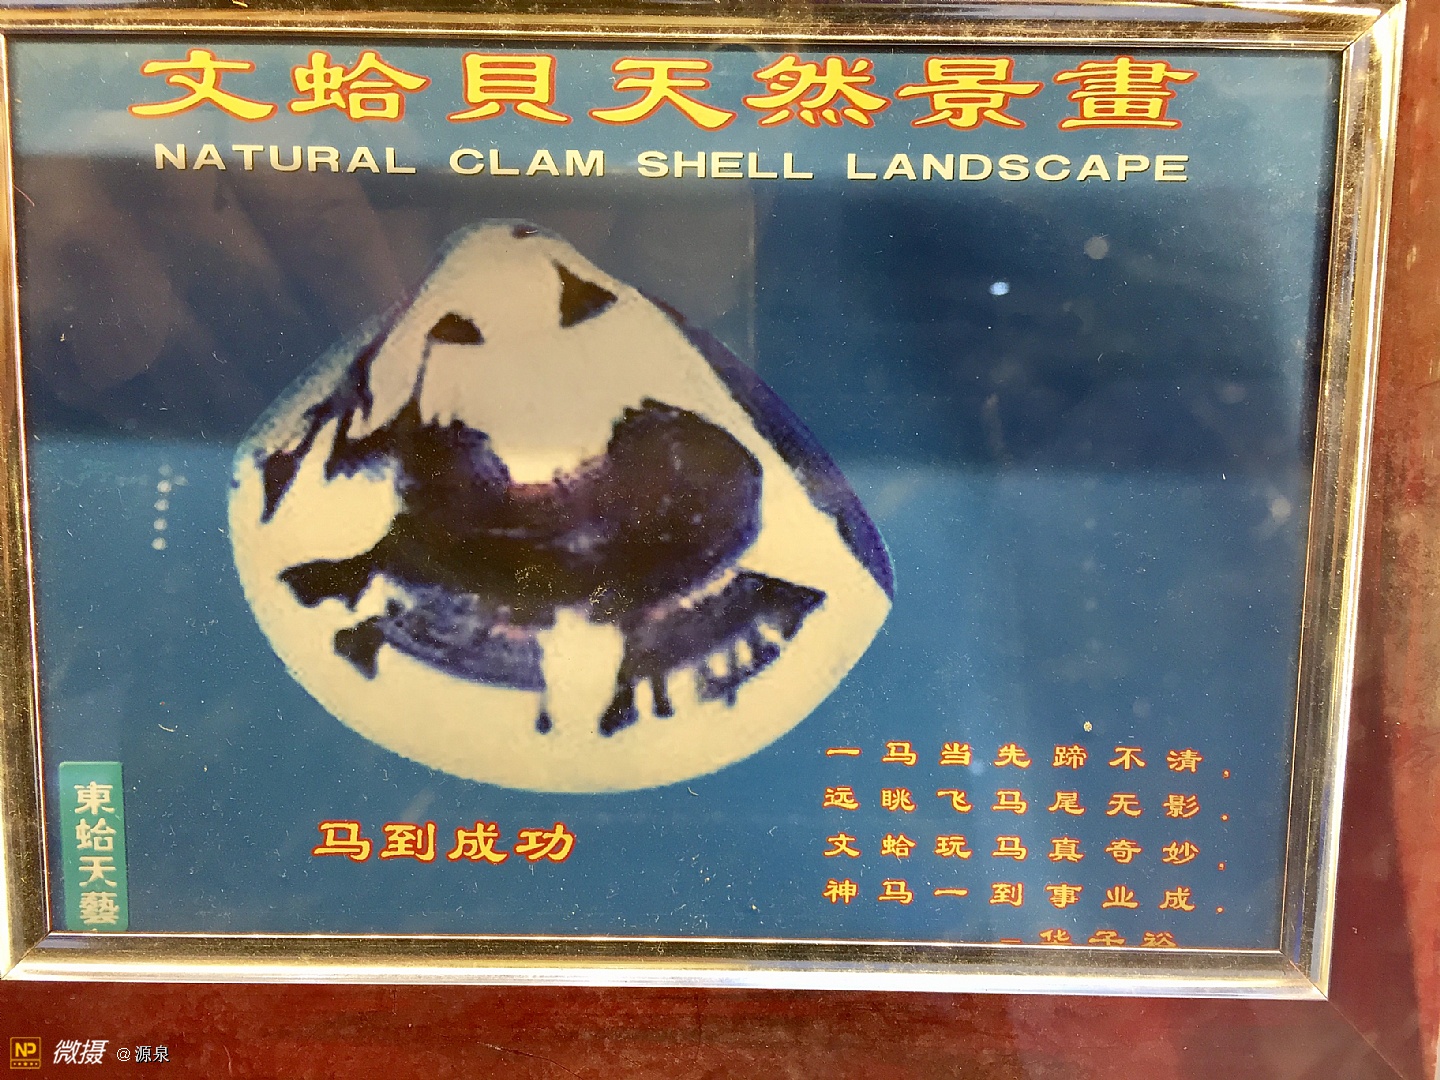 文蛤貝天然景畫
NATURAL CLAM SHELL LANDSCAPE
马到成功
一马当先蹄不清，
远眺飞马尾无影．
文蛤玩马真奇妙，
神马一到事业成．
東蛤天藝
NP 微摄 @源泉